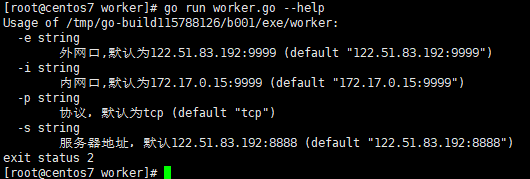 [root@centos7 worker]# go run worker.go --help
Usage of /tmp/go-build115788126/b001/exe/worker:
  -e string
        外网口,默认为122.51.83.192:9999 (default "122.51.83.192:9999")
  -i string
        内网口,默认为172.17.0.15:9999 (default "172.17.0.15:9999")
  -p string
        协议, 默认为tcp (default "tcp")
  -s string
        服务器地址, 默认122.51.83.192:8888 (default "122.51.83.192:8888")
exit status 2
[root@centos7 worker]#